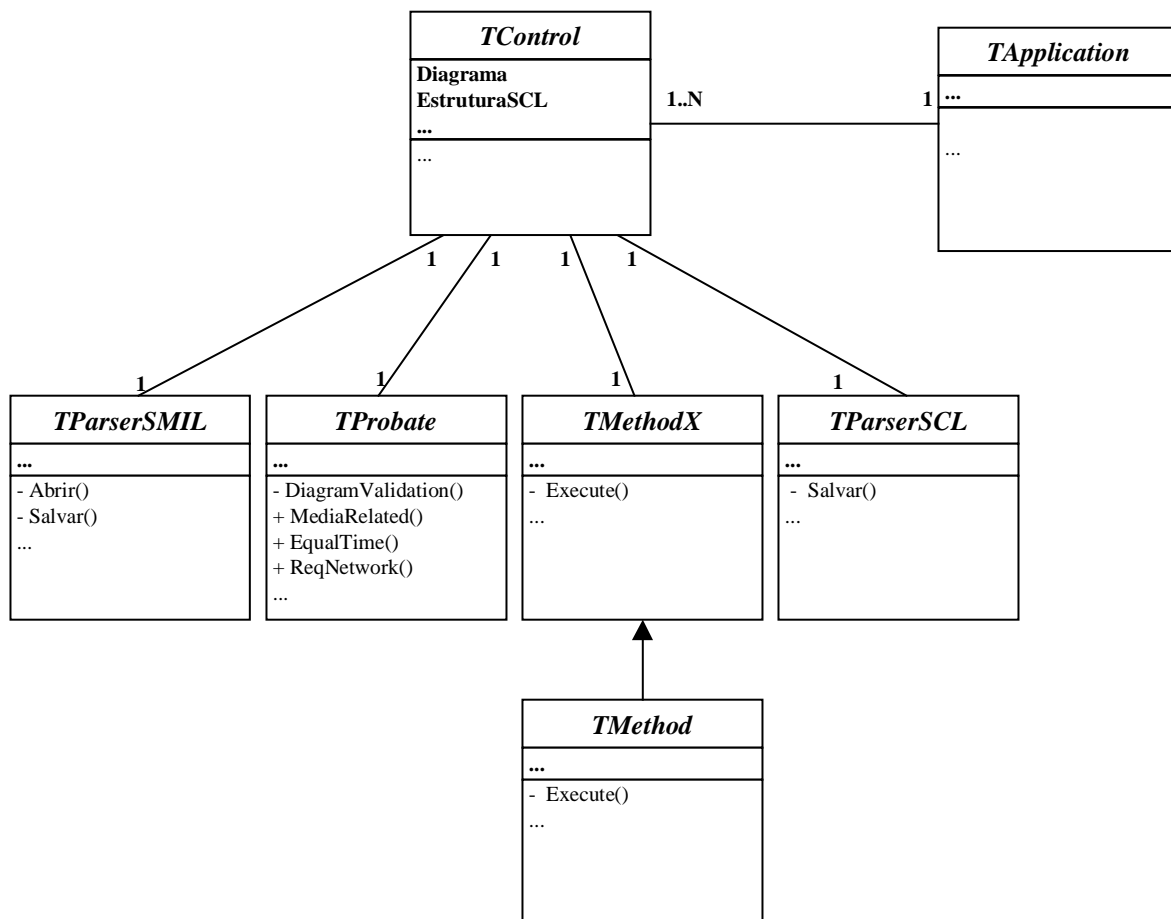 TControl
Diagrama
EstruturaSCL
...
...
TApplication
...
...
1..N
1
1
1
1
1
1
1
1
1
TParserSMIL
...
- Abrir()
- Salvar()
...
TProbate
...
- DiagramValidation()
+ MediaRelated()
+ EqualTime()
+ ReqNetwork()
...
TMethodX
...
- Execute()
...
TParserSCL
...
- Salvar()
...
TMethod
...
- Execute()
...